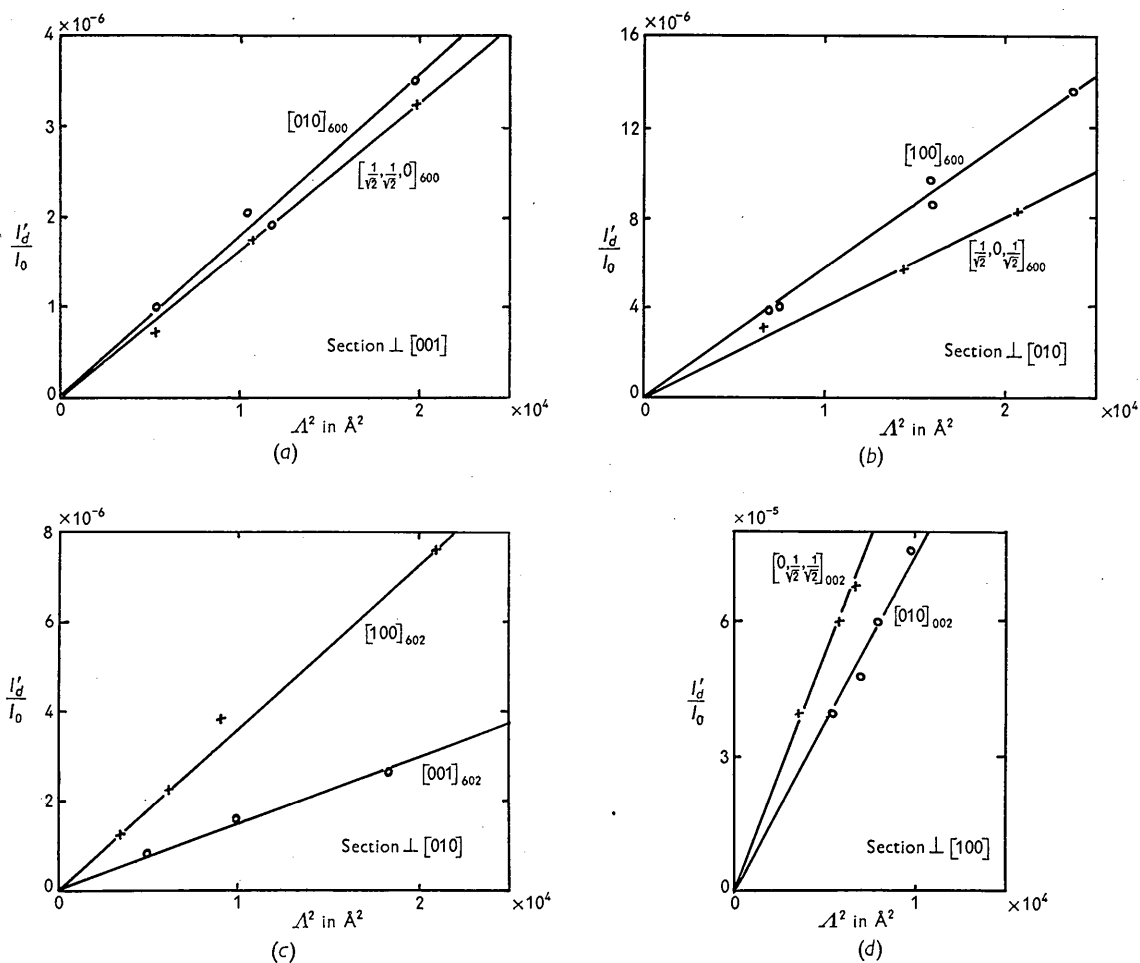 ×10⁻⁶
4
3
2
1
0
I'd/I0
[010]600
[1/√2, 1/√2, 0]600
Section ⊥ [001]
0 1 2 ×10⁴
Λ² in Å²
(a)
×10⁻⁶
16
12
8
4
0
I'd/I0
[100]600
[1/√2, 0, 1/√2]600
Section ⊥ [010]
0 1 2 ×10⁴
Λ² in Å²
(b)
×10⁻⁶
8
6
4
2
0
I'd/I0
[100]602
[001]602
Section ⊥ [010]
0 1 2 ×10⁴
Λ² in Å²
(c)
×10⁻⁵
6
3
0
I'd/I0
[0, 1/√2, 1/√2]002
[010]002
Section ⊥ [100]
0 1 ×10⁴
Λ² in Å²
(d)